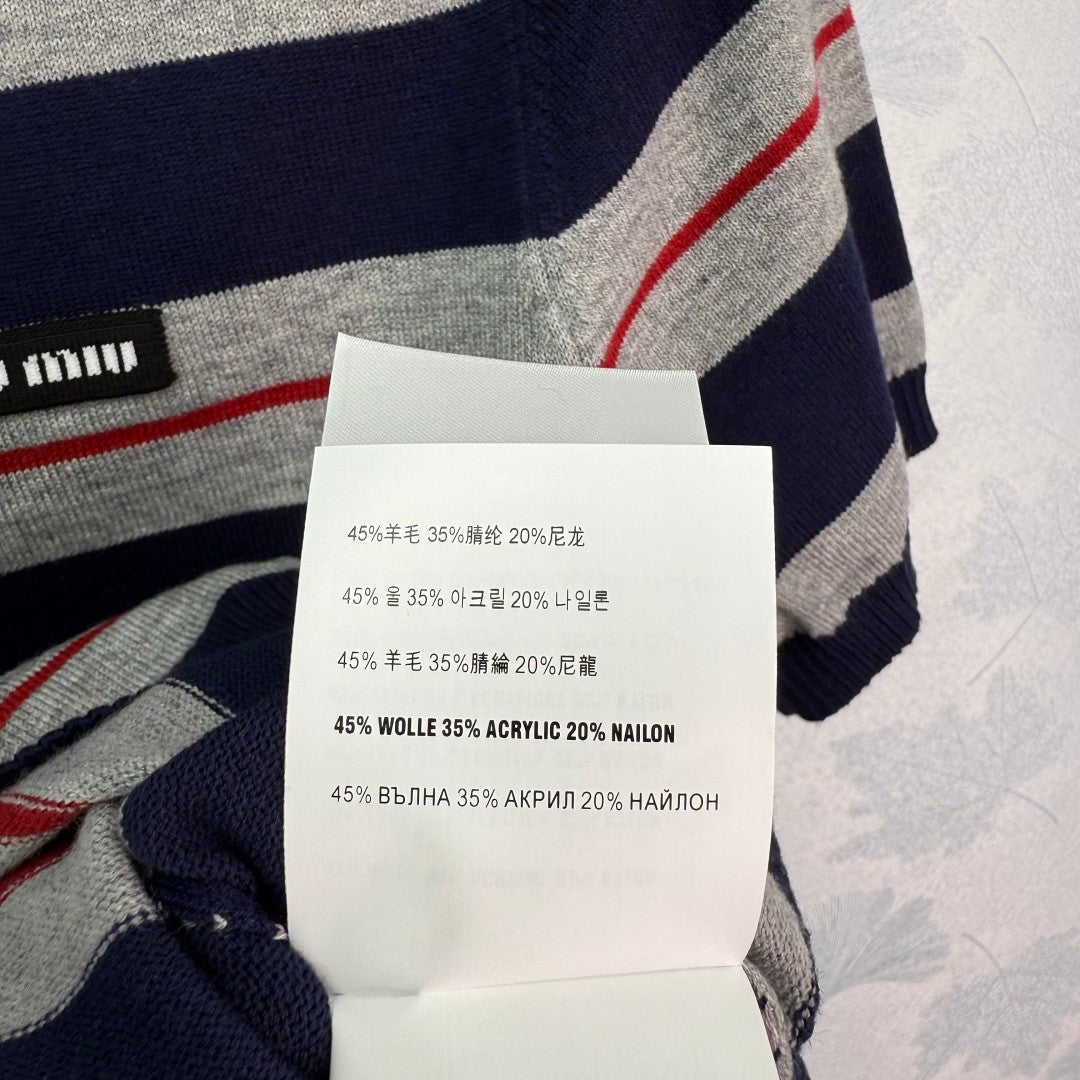 miu
45%羊毛 35%腈纶 20%尼龙
45% 울 35% 아크릴 20% 나일론
45% 羊毛 35%腈綸 20%尼龍
45% WOLLE 35% ACRYLIC 20% NAILON
45% ВЪЛНА 35% АКРИЛ 20% НАЙЛОН